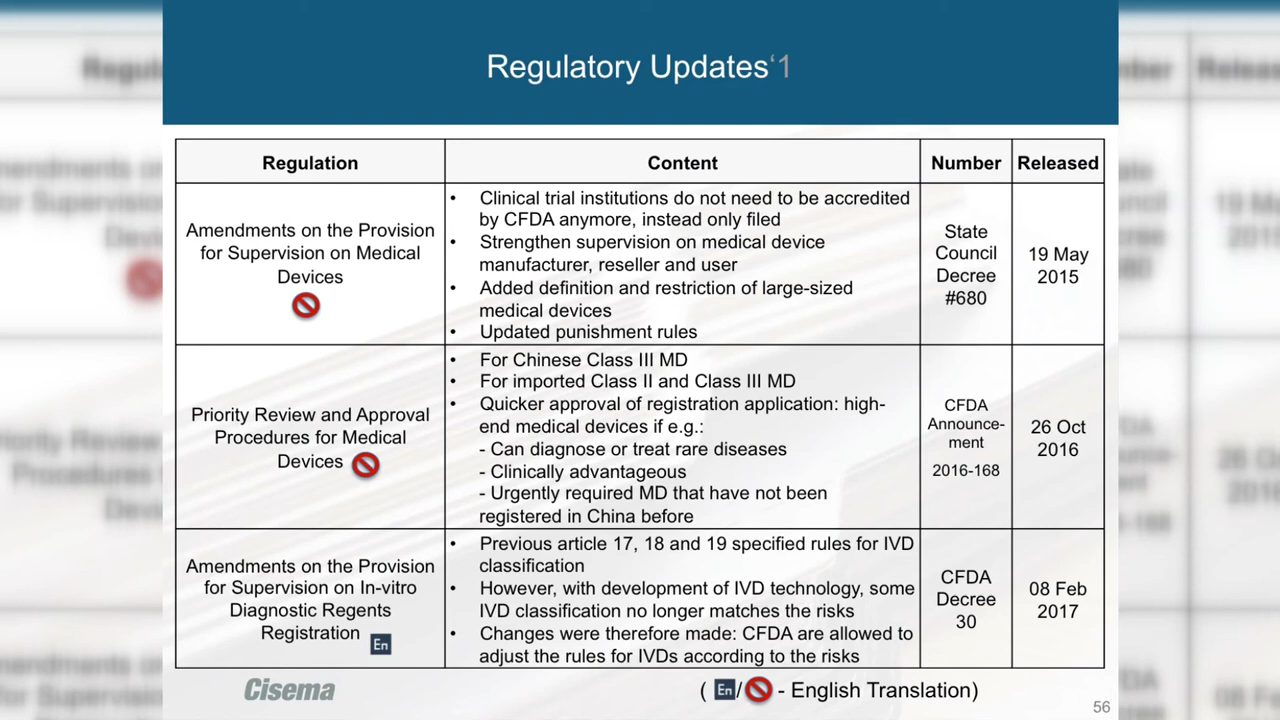 Regulatory Updates‘1
Regulation
Content
Number
Released
Amendments on the Provision
for Supervision on Medical
Devices
• Clinical trial institutions do not need to be accredited
by CFDA anymore, instead only filed
• Strengthen supervision on medical device
manufacturer, reseller and user
• Added definition and restriction of large-sized
medical devices
• Updated punishment rules
State
Council
Decree
#680
19 May
2015
Priority Review and Approval
Procedures for Medical
Devices
• For Chinese Class III MD
• For imported Class II and Class III MD
• Quicker approval of registration application: high-
end medical devices if e.g.:
- Can diagnose or treat rare diseases
- Clinically advantageous
- Urgently required MD that have not been
registered in China before
CFDA
Announce-
ment
2016-168
26 Oct
2016
Amendments on the Provision
for Supervision on In-vitro
Diagnostic Regents
Registration En
• Previous article 17, 18 and 19 specified rules for IVD
classification
• However, with development of IVD technology, some
IVD classification no longer matches the risks
• Changes were therefore made: CFDA are allowed to
adjust the rules for IVDs according to the risks
CFDA
Decree
30
08 Feb
2017
Cisema
( En/ - English Translation)
56